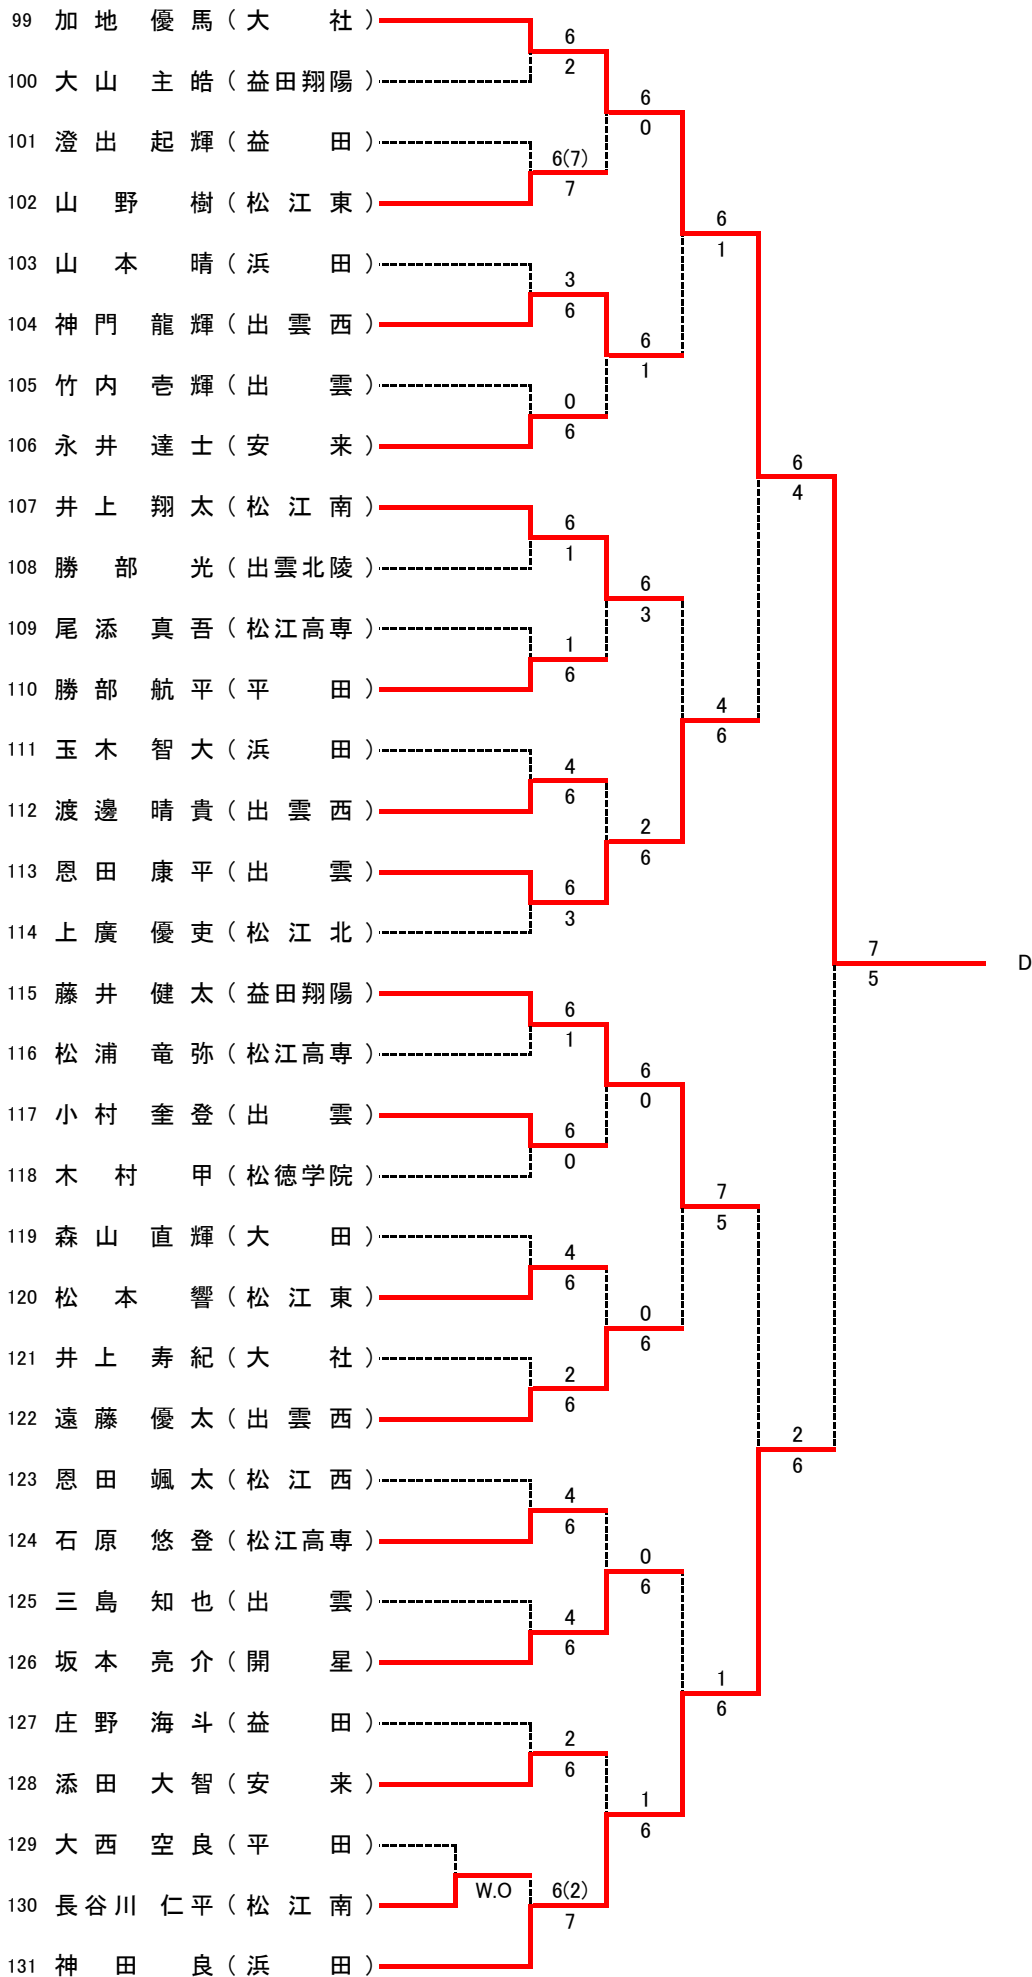 99 加地 優馬 ( 大 社 )
6
2
100 大山 主皓 ( 益田翔陽 )
6
0
101 澄出 起輝 ( 益 田 )
6(7)
7
102 山野 樹 ( 松江東 )
6
1
103 山本 晴 ( 浜 田 )
3
6
104 神門 龍輝 ( 出雲西 )
6
1
105 竹内 壱輝 ( 出 雲 )
0
6
106 永井 達士 ( 安 来 )
6
4
107 井上 翔太 ( 松江南 )
6
1
108 勝部 光 ( 出雲北陵 )
6
3
109 尾添 真吾 ( 松江高専 )
1
6
110 勝部 航平 ( 平 田 )
4
6
111 玉木 智大 ( 浜 田 )
4
6
112 渡邊 晴貴 ( 出雲西 )
2
6
113 恩田 康平 ( 出 雲 )
6
3
114 上廣 優吏 ( 松江北 )
7
5
D
115 藤井 健太 ( 益田翔陽 )
6
1
116 松浦 竜弥 ( 松江高専 )
6
0
117 小村 奎登 ( 出 雲 )
6
0
118 木村 甲 ( 松徳学院 )
7
5
119 森山 直輝 ( 大 田 )
4
6
120 松本 響 ( 松江東 )
0
6
121 井上 寿紀 ( 大 社 )
2
6
122 遠藤 優太 ( 出雲西 )
2
6
123 恩田 颯太 ( 松江西 )
4
6
124 石原 悠登 ( 松江高専 )
0
6
125 三島 知也 ( 出 雲 )
4
6
126 坂本 亮介 ( 開 星 )
1
6
127 庄野 海斗 ( 益 田 )
2
6
128 添田 大智 ( 安 来 )
1
6
129 大西 空良 ( 平 田 )
W.O
6(2)
7
130 長谷川 仁平 ( 松江南 )
131 神田 良 ( 浜 田 )